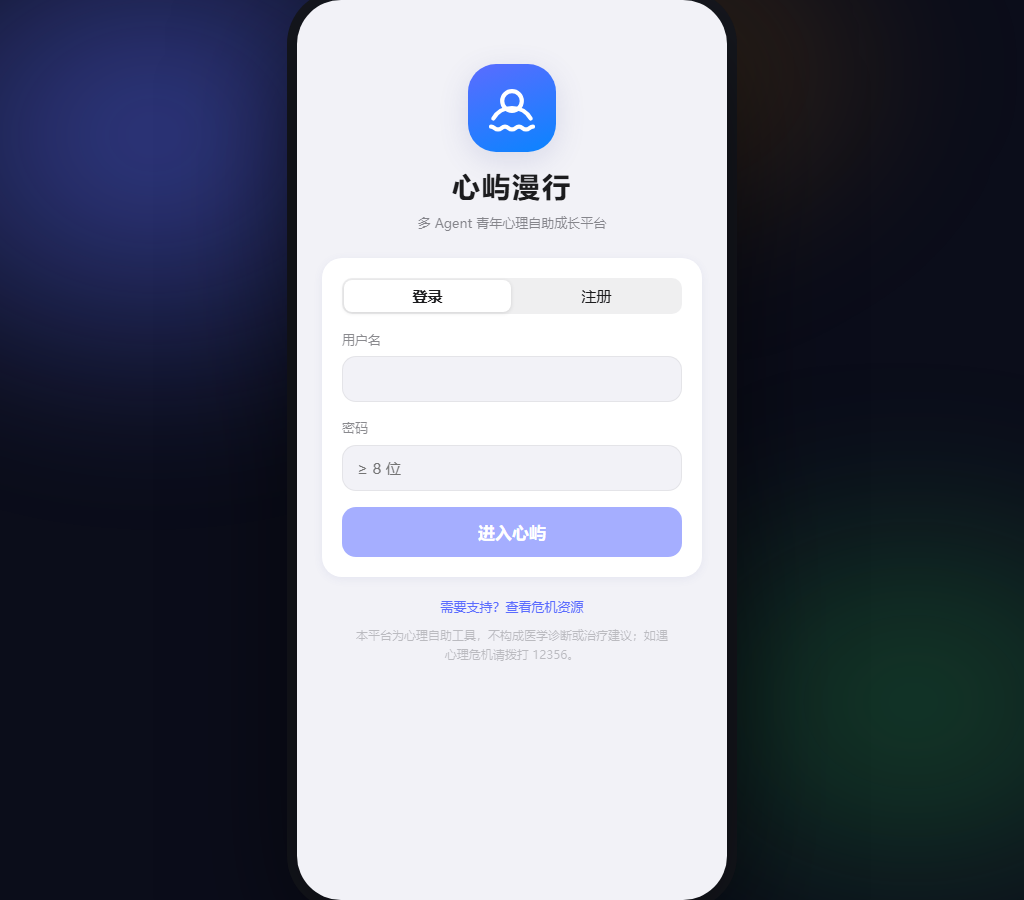 心屿漫行
多 Agent 青年心理自助成长平台
登录
注册
用户名
密码
≥ 8 位
进入心屿
需要支持？查看危机资源
本平台为心理自助工具，不构成医学诊断或治疗建议；如遇
心理危机请拨打 12356。